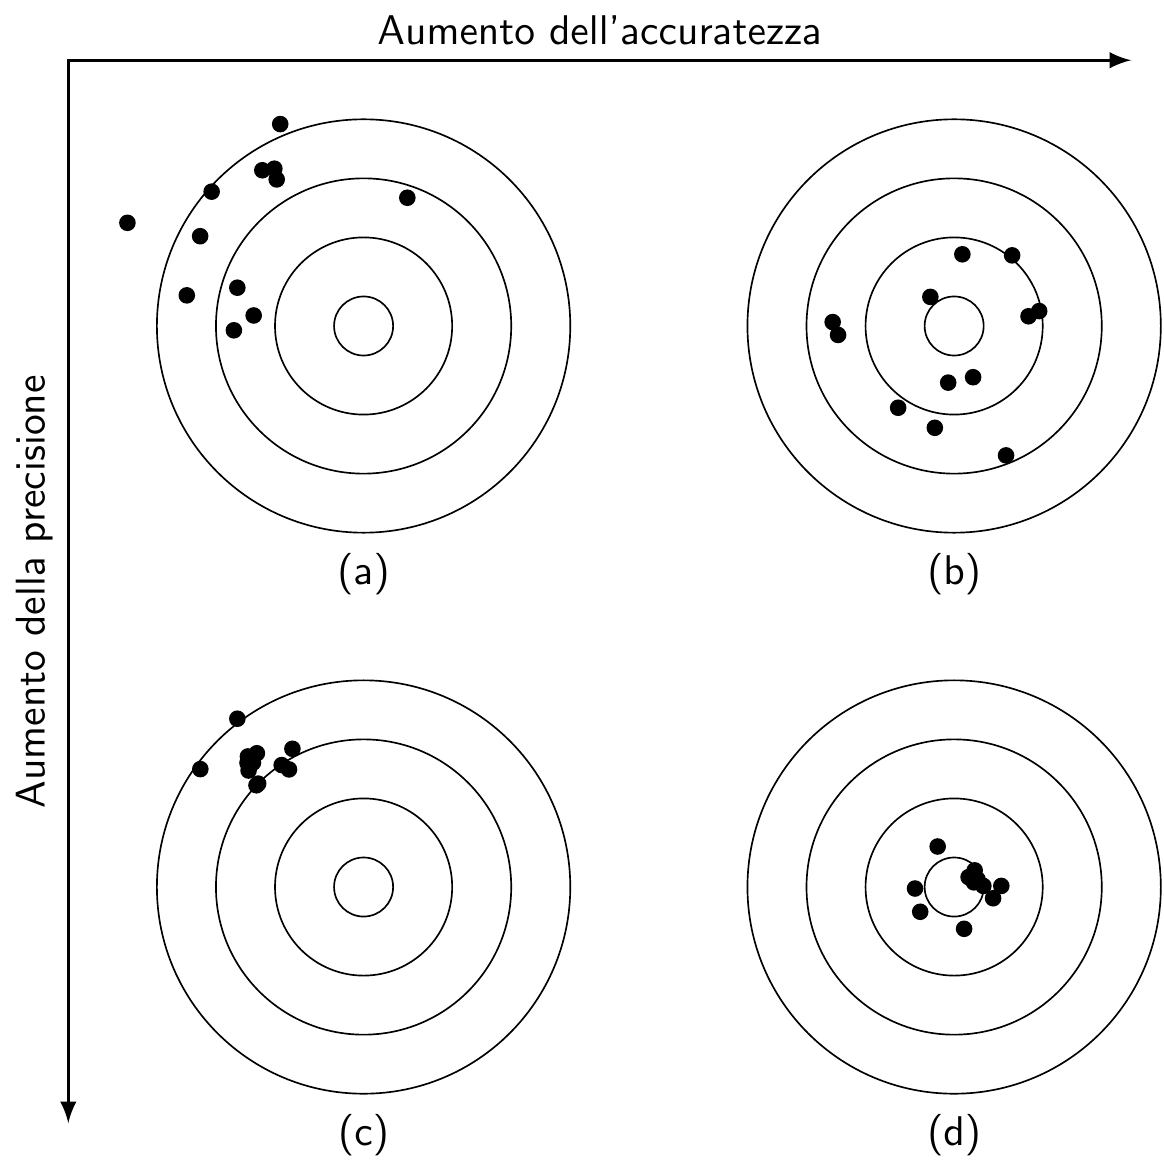 Aumento dell'accuratezza
Aumento della precisione
(a)
(b)
(c)
(d)